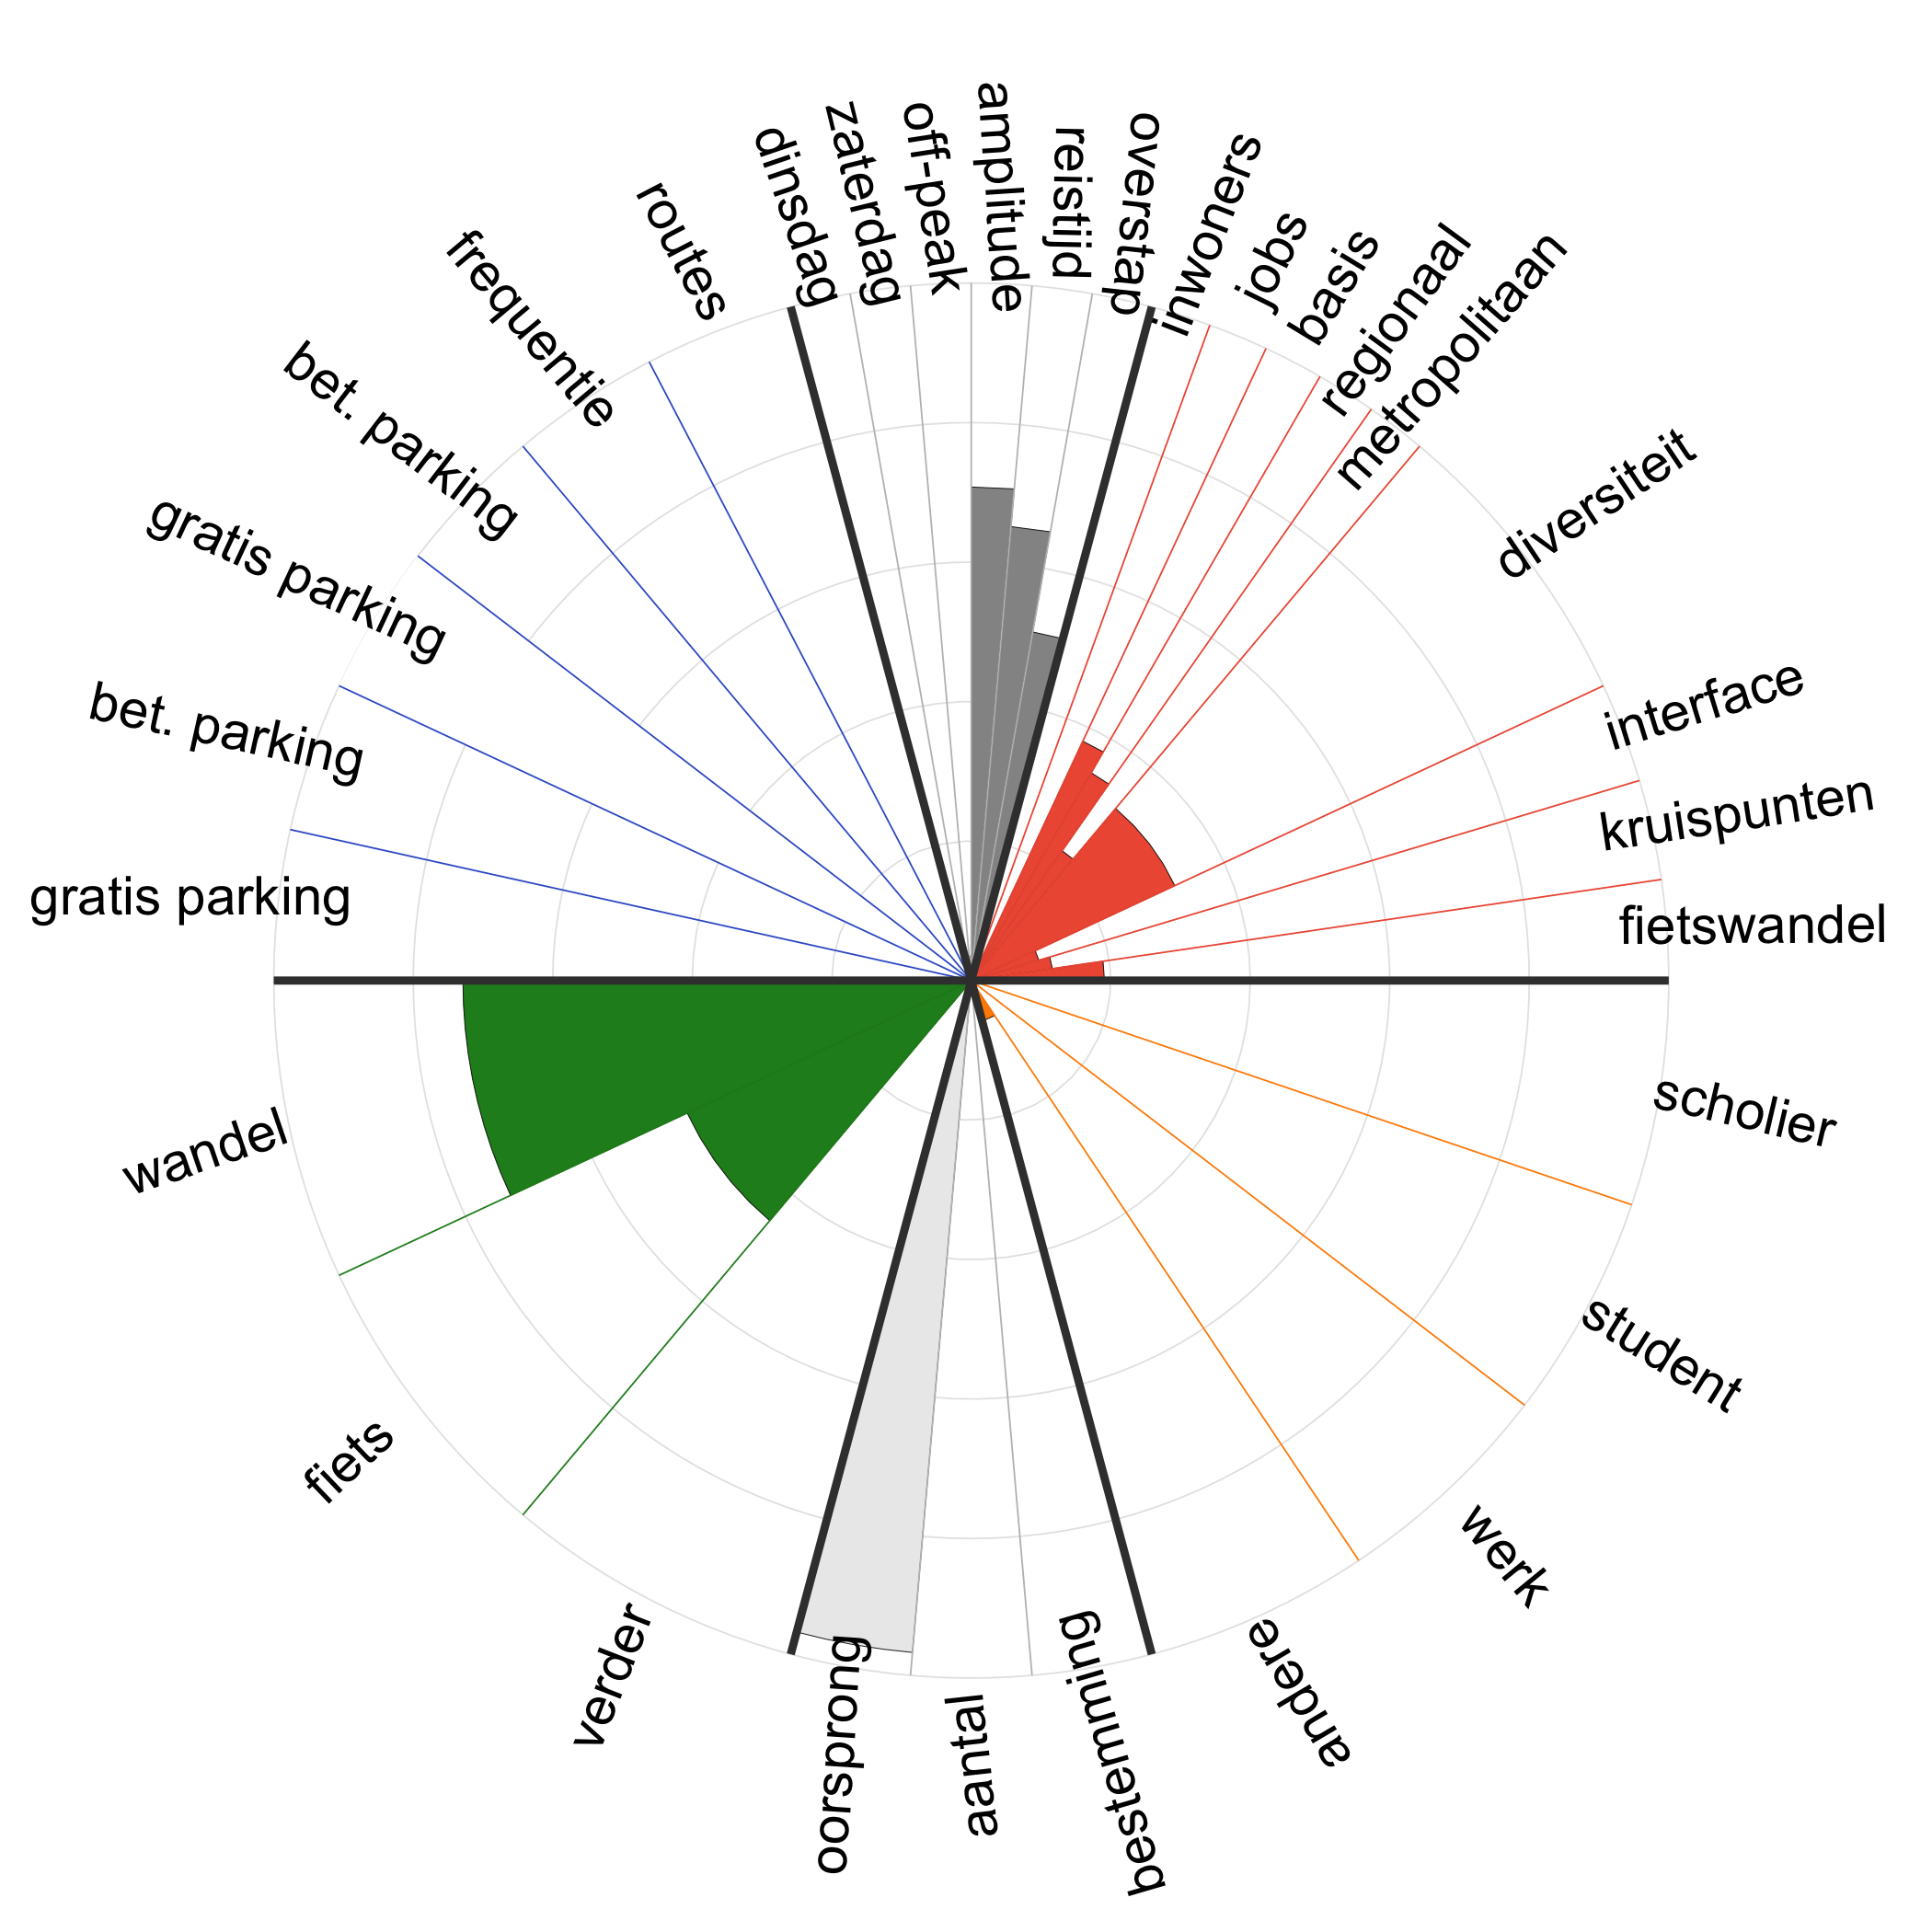 amplitude
reistijd
overstap
inwoners
jobs
basis
regionaal
metropolitaan
diversiteit
interface
kruispunten
fietswandel
scholier
student
werk
andere
bestemming
aantal
oorsprong
verder
fiets
wandel
gratis parking
bet. parking
gratis parking
bet. parking
frequentie
routes
dinsdag
zaterdag
off-peak